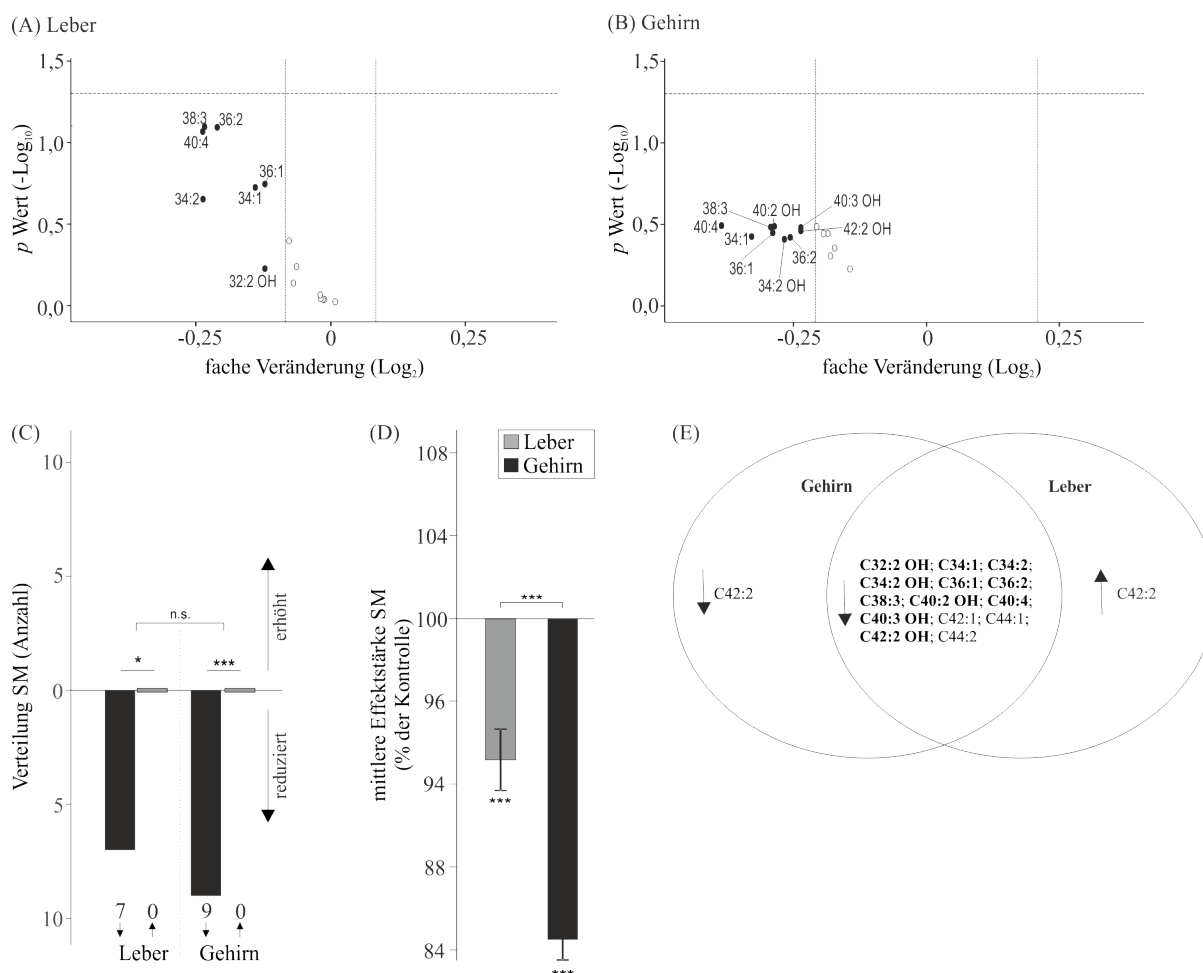 (A) Leber
1,5
1,0
0,5
0,0
p Wert (-Log10)
38:3
36:2
40:4
36:1
34:2
34:1
32:2 OH
-0,25
0
0,25
fache Veränderung (Log2)
(B) Gehirn
1,5
1,0
0,5
0,0
p Wert (-Log10)
40:3 OH
38:3
40:2 OH
40:4
42:2 OH
34:1
36:1
36:2
34:2 OH
-0,25
0
0,25
fache Veränderung (Log2)
(C)
10
5
0
5
10
Verteilung SM (Anzahl)
n.s.
*
***
erhöht
reduziert
7
0
9
0
Leber
Gehirn
(D)
Leber
Gehirn
108
104
100
96
94
88
84
mittlere Effektstärke SM
(% der Kontrolle)
***
***
***
(E)
Gehirn
Leber
C42:2
C32:2 OH; C34:1; C34:2;
C34:2 OH; C36:1; C36:2;
C38:3; C40:2 OH; C40:4;
C40:3 OH; C42:1; C44:1;
C42:2 OH; C44:2
C42:2